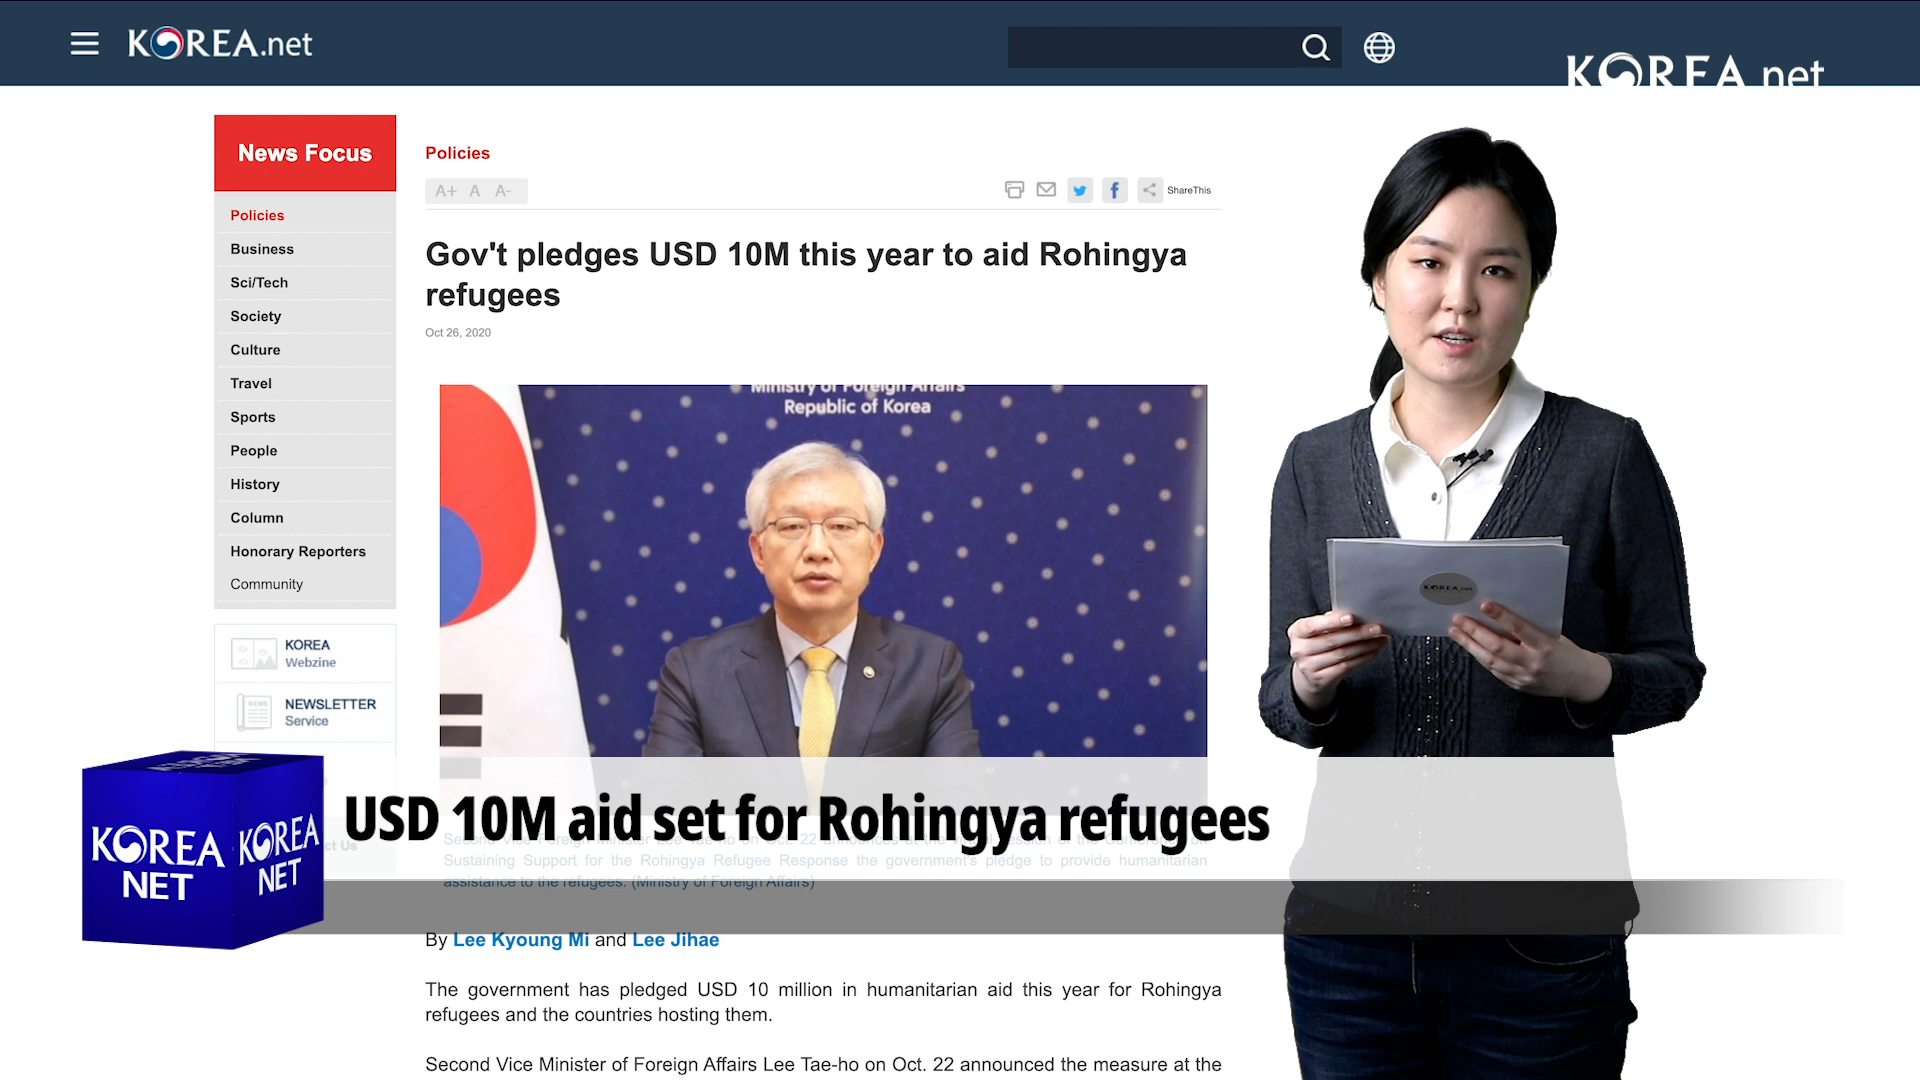 KOREA.net
KOREA.net
News Focus
Policies
Business
Sci/Tech
Society
Culture
Travel
Sports
People
History
Column
Honorary Reporters
Community
KOREA
Webzine
NEWS
NEWSLETTER
Service
ct Us
Policies
A+ A A-
ShareThis
Gov't pledges USD 10M this year to aid Rohingya
refugees
Oct 26, 2020
Ministry of Foreign Affairs
Republic of Korea
KOREA.net
KOREA
NET
KOREA
NET
USD 10M aid set for Rohingya refugees
Second Vice Foreign Minister Lee Tae-ho on Oct. 22 announces at the
Sustaining Support for the Rohingya Refugee Response the government's pledge to provide humanitarian
assistance to the refugees. (Ministry of Foreign Affairs)
By Lee Kyoung Mi and Lee Jihae
The government has pledged USD 10 million in humanitarian aid this year for Rohingya
refugees and the countries hosting them.
Second Vice Minister of Foreign Affairs Lee Tae-ho on Oct. 22 announced the measure at the